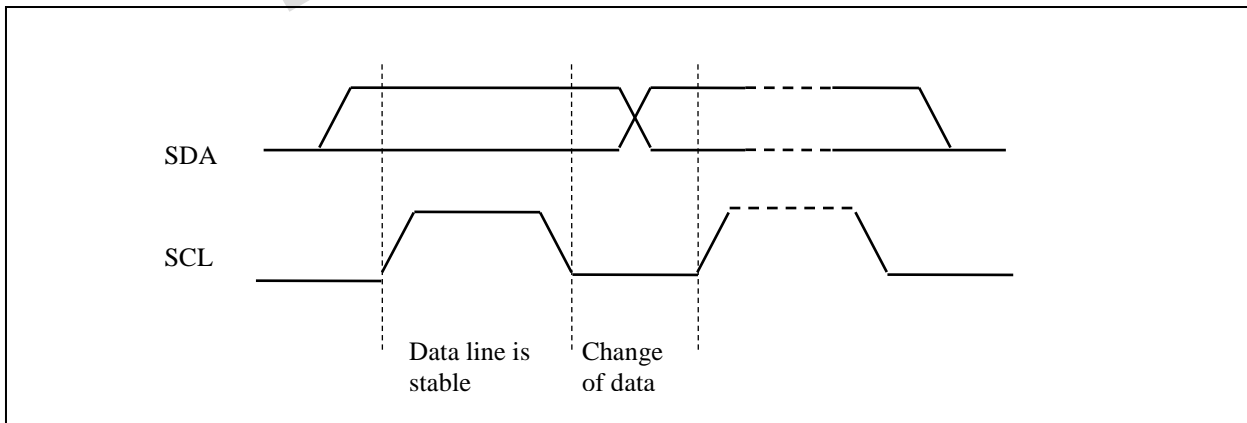 SDA
SCL
Data line is
stable
Change
of data